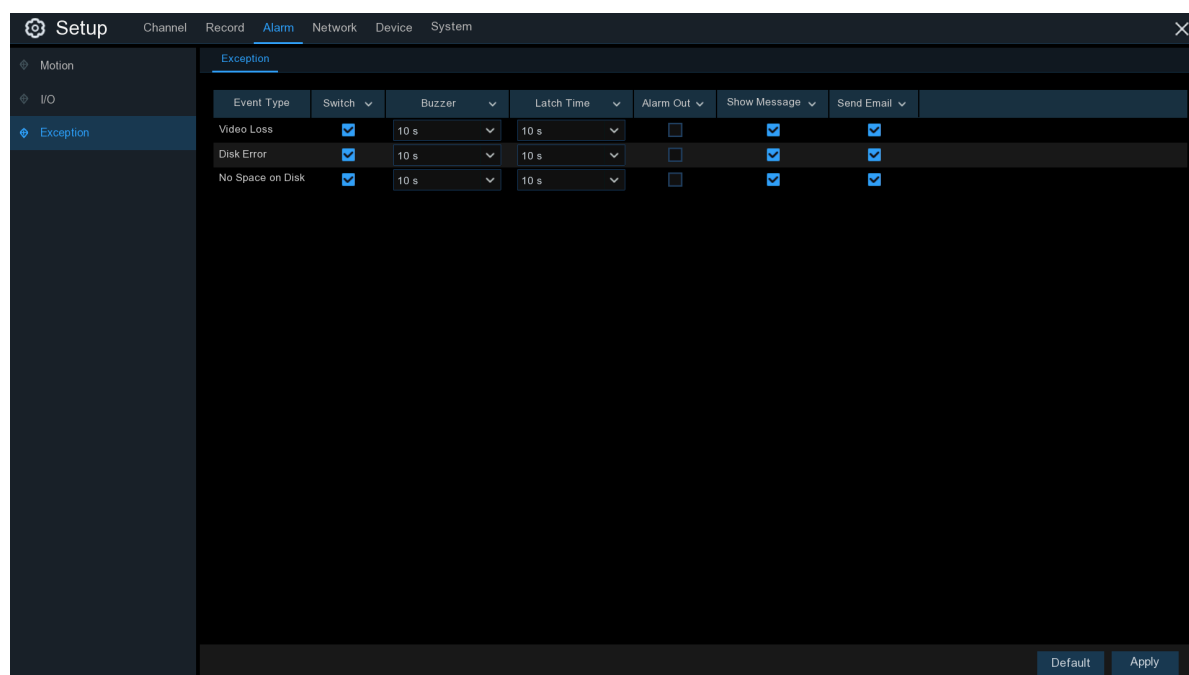 Setup Channel Record Alarm Network Device System
Motion
I/O
Exception
Exception
Event Type Switch Buzzer Latch Time Alarm Out Show Message Send Email
Video Loss 10 s 10 s
Disk Error 10 s 10 s
No Space on Disk 10 s 10 s
Default Apply